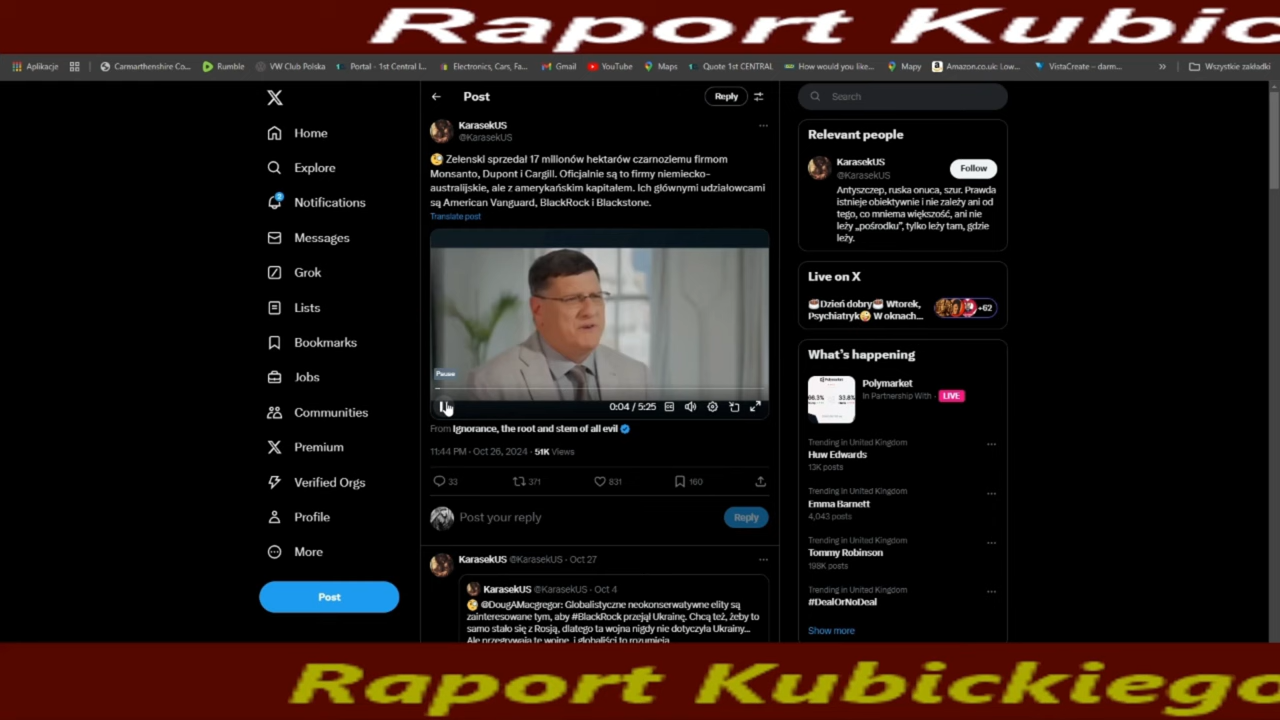 Raport Kubic
Aplikacje
Carmarthenshire Co...
Rumble
VW Club Polska
Portal - 1st Central I...
Electronics, Cars, Fa...
Gmail
YouTube
Maps
Quote 1st CENTRAL
How would you like...
Mapy
Amazon.co.uk: Low...
VistaCreate – darm...
»
Wszystkie zakładki
Home
Explore
2
Notifications
Messages
Grok
Lists
Bookmarks
Jobs
Communities
Premium
Verified Orgs
Profile
More
Post
Post
Reply
KarasekUS
@KarasekUS
Zelenski sprzedał 17 milionów hektarów czarnoziemu firmom
Monsanto, Dupont i Cargill. Oficjalnie są to firmy niemiecko-
australijskie, ale z amerykańskim kapitałem. Ich głównymi udziałowcami
są American Vanguard, BlackRock i Blackstone.
Translate post
Pause
0:04 / 5:25
From Ignorance, the root and stem of all evil
11:44 PM · Oct 26, 2024 · 51K Views
33
371
831
160
Post your reply
Reply
KarasekUS @KarasekUS · Oct 27
KarasekUS @KarasekUS · Oct 4
@DougAMacgregor: Globalistyczne neokonserwatywne elity są
zainteresowane tym, aby #BlackRock przejął Ukrainę. Chcą też, żeby to
samo stało się z Rosją, dlatego ta wojna nigdy nie dotyczyła Ukrainy...
Ale przegrywają tę wojnę, i globaliści to rozumieją
Search
Relevant people
KarasekUS
@KarasekUS
Follow
Antyszczep, ruska onuca, szur. Prawda
istnieje obiektywnie i nie zależy ani od
tego, co mniema większość, ani nie
leży „pośrodku”, tylko leży tam, gdzie
leży.
Live on X
Dzień dobry Wtorek,
Psychiatryk W oknach...
+62
What's happening
Polymarket
In Partnership With ·
LIVE
Trending in United Kingdom
Huw Edwards
13K posts
Trending in United Kingdom
Emma Barnett
4,043 posts
Trending in United Kingdom
Tommy Robinson
198K posts
Trending in United Kingdom
#DealOrNoDeal
Show more
Raport Kubickiego